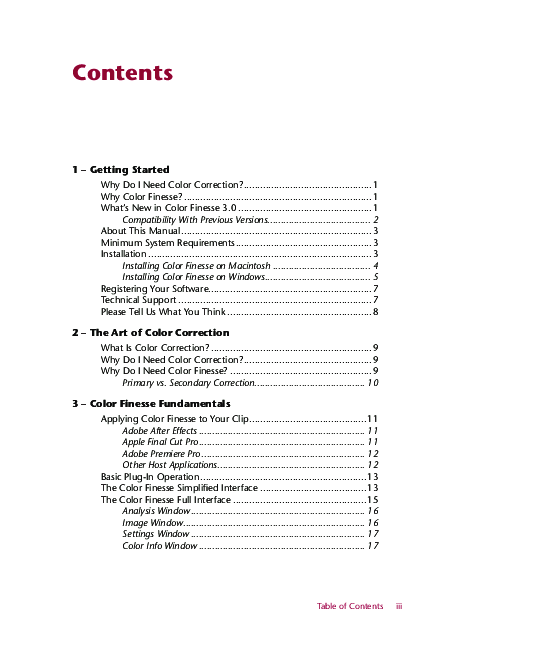 Contents
1 – Getting Started
Why Do I Need Color Correction?................................................1
Why Color Finesse?......................................................................1
What's New in Color Finesse 3.0..................................................1
Compatibility With Previous Versions...................................... 2
About This Manual.......................................................................3
Minimum System Requirements...................................................3
Installation...................................................................................3
Installing Color Finesse on Macintosh .................................... 4
Installing Color Finesse on Windows....................................... 5
Registering Your Software.............................................................7
Technical Support........................................................................7
Please Tell Us What You Think......................................................8
2 – The Art of Color Correction
What Is Color Correction?............................................................9
Why Do I Need Color Correction?................................................9
Why Do I Need Color Finesse? .....................................................9
Primary vs. Secondary Correction......................................... 10
3 – Color Finesse Fundamentals
Applying Color Finesse to Your Clip............................................11
Adobe After Effects .............................................................. 11
Apple Final Cut Pro.............................................................. 11
Adobe Premiere Pro............................................................. 12
Other Host Applications....................................................... 12
Basic Plug-In Operation..............................................................13
The Color Finesse Simplified Interface ........................................13
The Color Finesse Full Interface ..................................................15
Analysis Window................................................................. 16
Image Window.................................................................... 16
Settings Window................................................................. 17
Color Info Window.............................................................. 17
Table of Contents iii